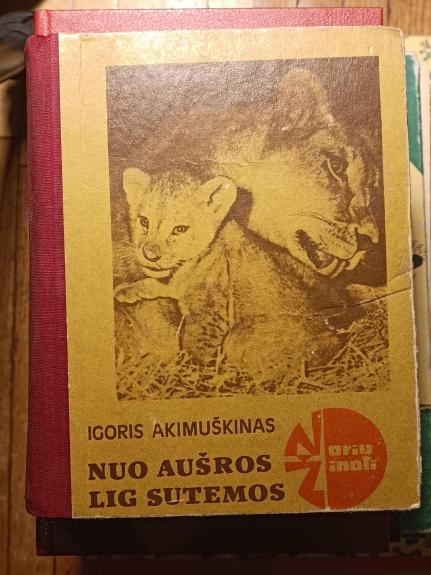 IGORIS AKIMUŠKINAS
NUO AUŠROS
LIG SUTEMOS
Noriu
Žinoti